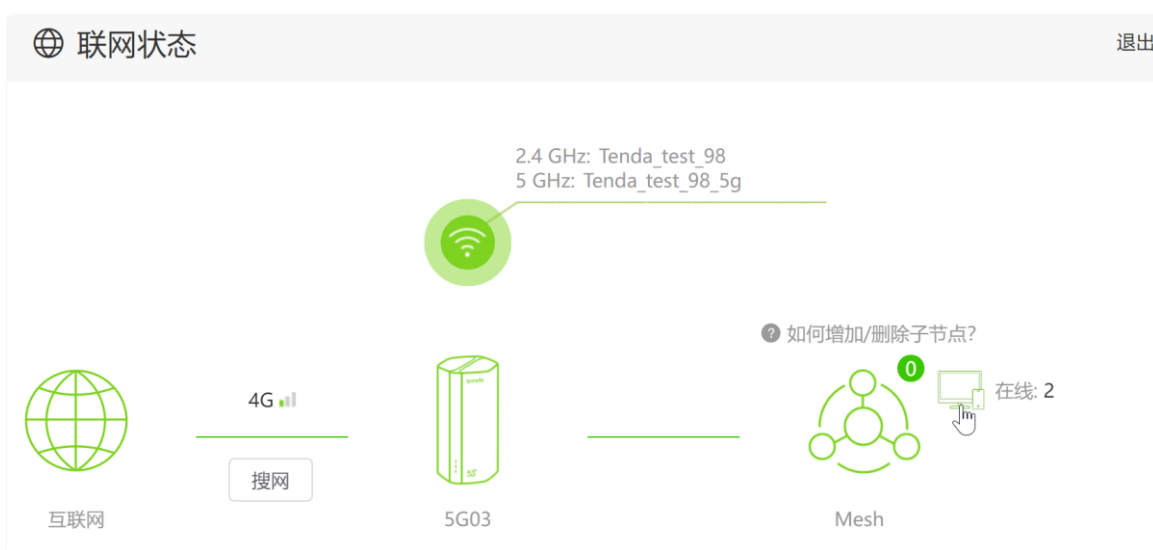 联网状态
退出
2.4 GHz: Tenda_test_98
5 GHz: Tenda_test_98_5g
如何增加/删除子节点?
0
在线: 2
4G
搜网
互联网
5G03
Mesh